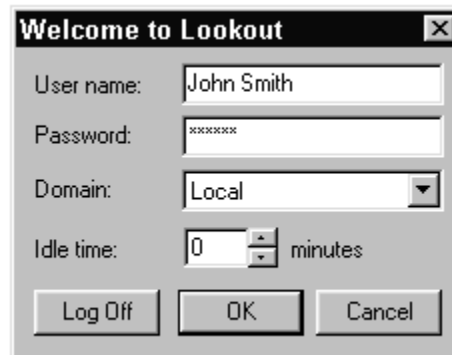 Welcome to Lookout
User name: John Smith
Password: ××××××
Domain: Local
Idle time: 0 minutes
Log Off OK Cancel